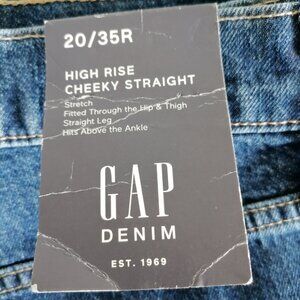 20/35R
HIGH RISE
CHEEKY STRAIGHT
Stretch
Fitted Through the Hip & Thigh
Straight Leg
Hits Above the Ankle
GAP
DENIM
EST. 1969